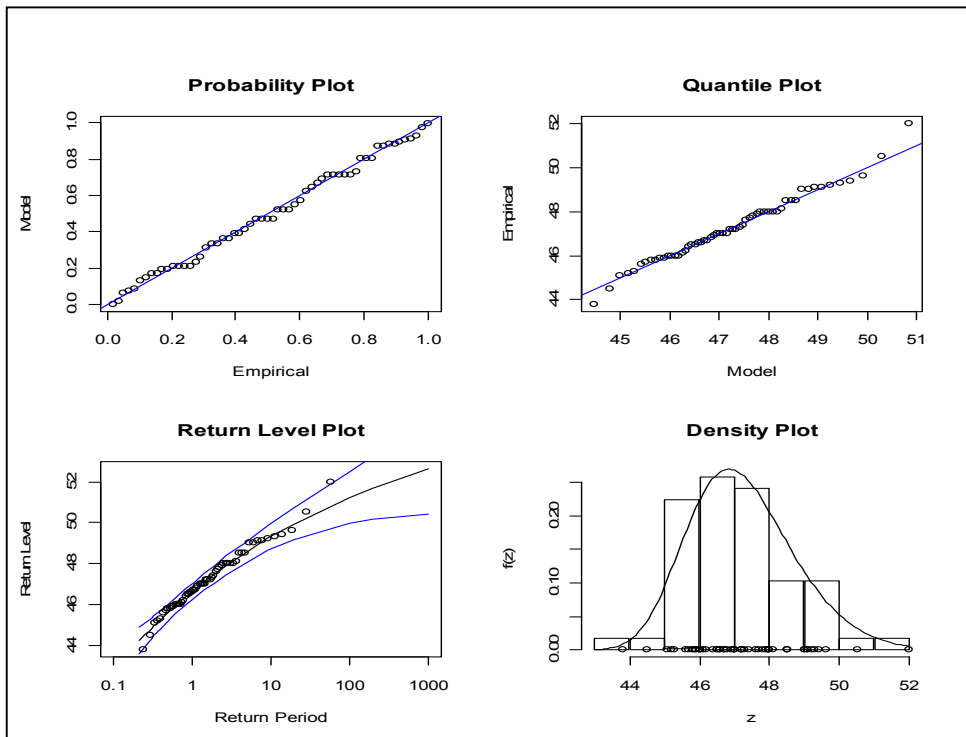 Probability Plot
Model
0.0 0.2 0.4 0.6 0.8 1.0
0.0 0.2 0.4 0.6 0.8 1.0
Empirical
Quantile Plot
Empirical
44 46 48 50 52
45 46 47 48 49 50 51
Model
Return Level Plot
Return Level
44 46 48 50 52
0.1 1 10 100 1000
Return Period
Density Plot
f(z)
0.00 0.10 0.20
44 46 48 50 52
z